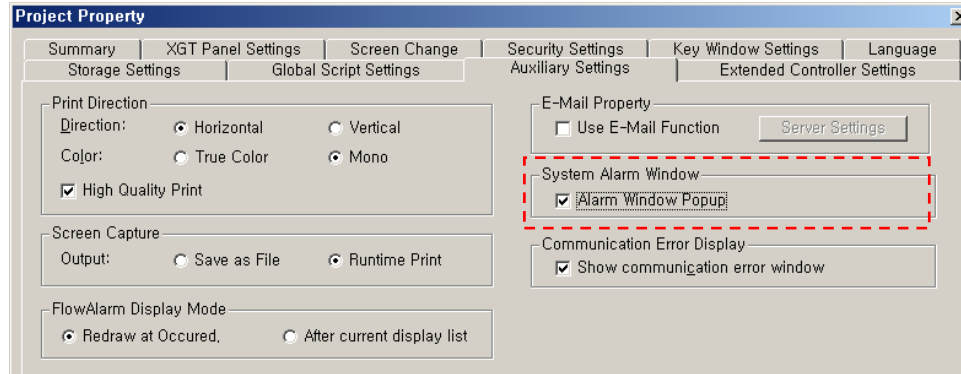 Project Property
Summary XGT Panel Settings Screen Change Security Settings Key Window Settings Language
Storage Settings Global Script Settings Auxiliary Settings Extended Controller Settings
Print Direction
Direction: Horizontal Vertical
Color: True Color Mono
High Quality Print
Screen Capture
Output: Save as File Runtime Print
FlowAlarm Display Mode
Redraw at Occured, After current display list
E-Mail Property
Use E-Mail Function Server Settings
System Alarm Window
Alarm Window Popup
Communication Error Display
Show communication error window